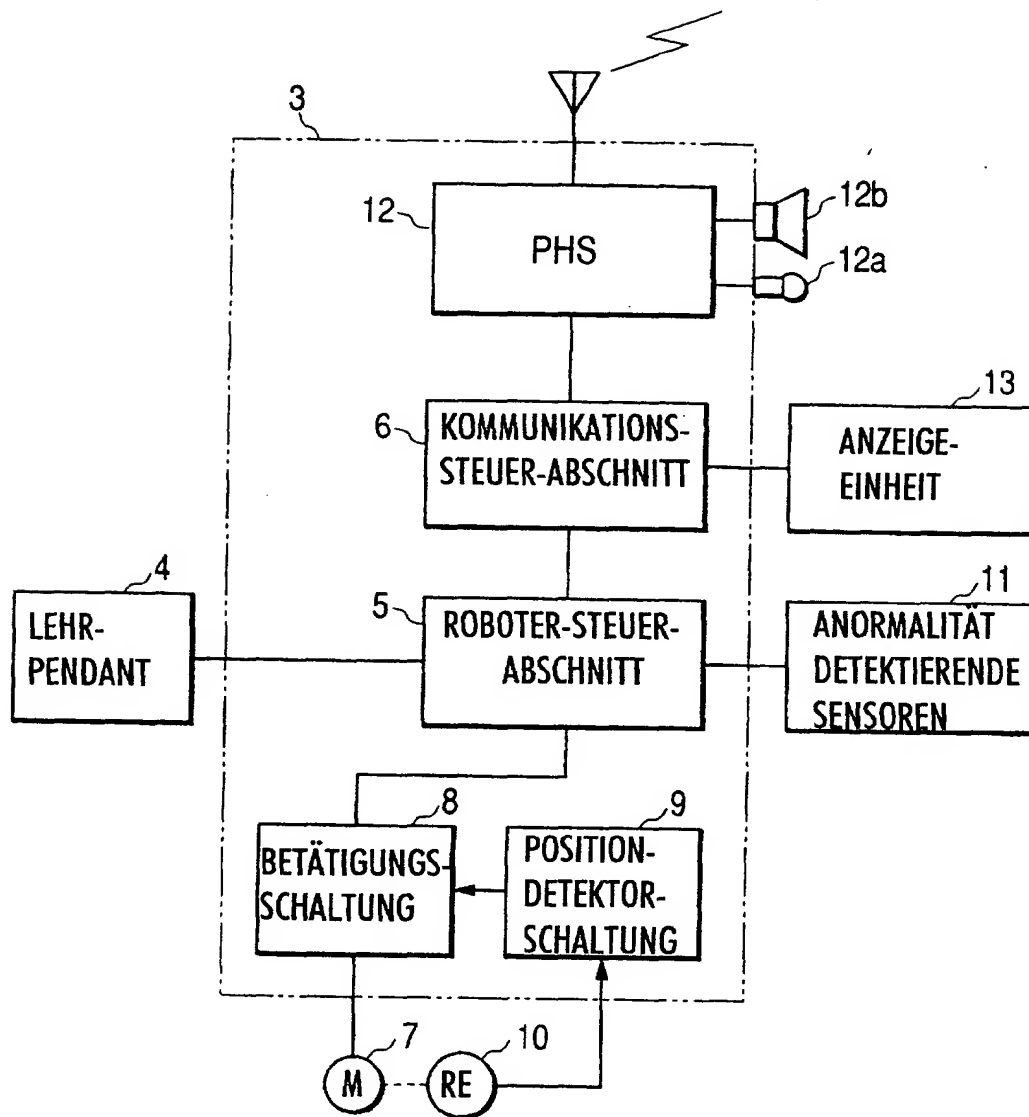 3
12
PHS
12b
12a
6
KOMMUNIKATIONS-
STEUER-ABSCHNITT
13
ANZEIGE-
EINHEIT
4
LEHR-
PENDANT
5
ROBOTER-STEUER-
ABSCHNITT
11
ANORMALITÄT
DETEKTIERENDE
SENSOREN
8
BETÄTIGUNGS-
SCHALTUNG
9
POSITION-
DETEKTOR-
SCHALTUNG
7
M
10
RE